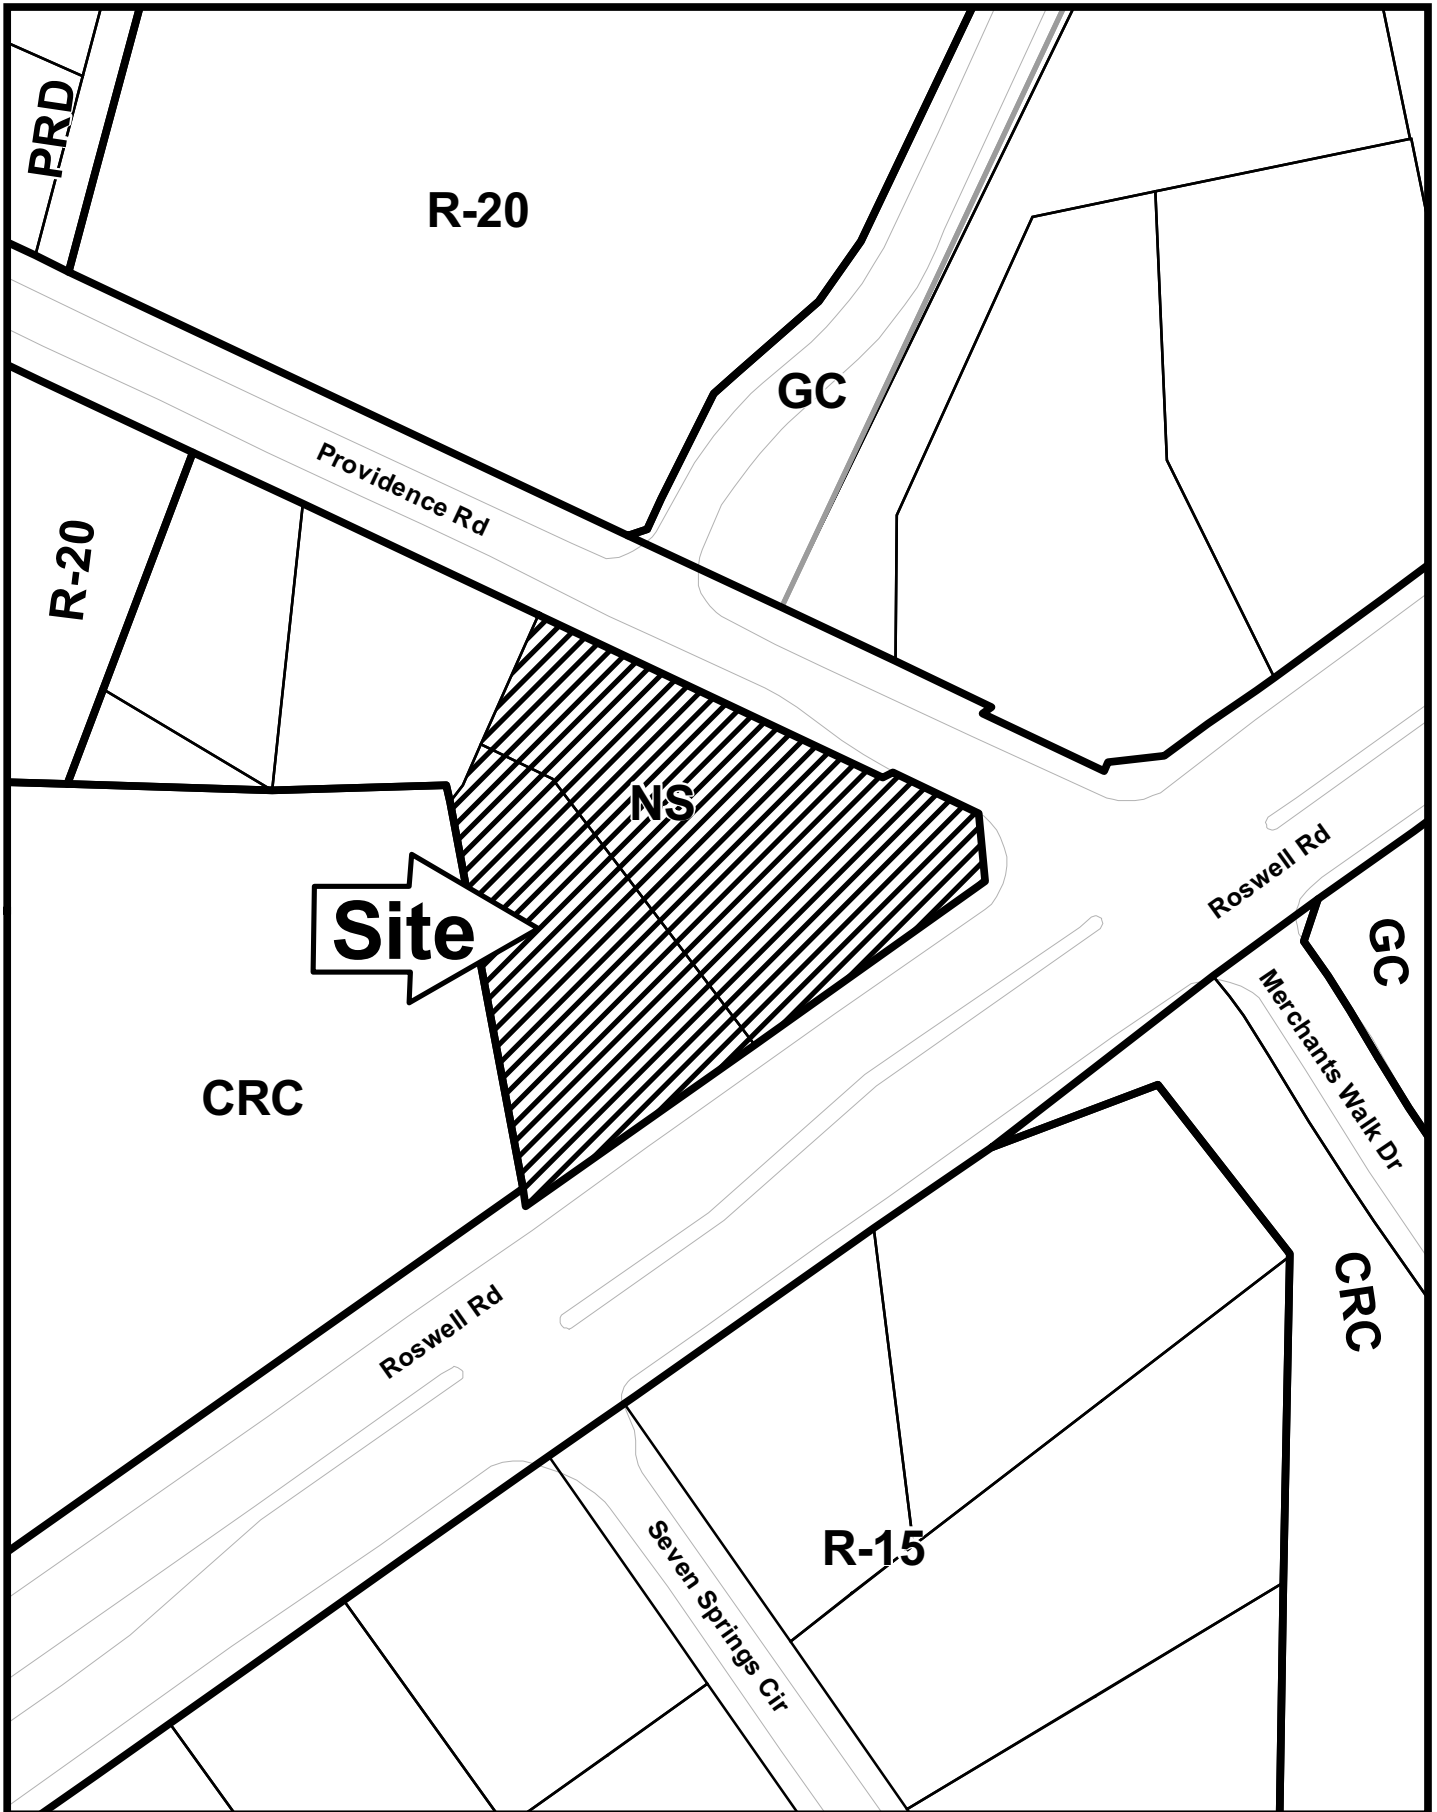 PRD
R-20
GC
Providence Rd
R-20
NS
Roswell Rd
Site
GC
Merchants Walk Dr
CRC
CRC
Roswell Rd
R-15
Seven Springs Cir